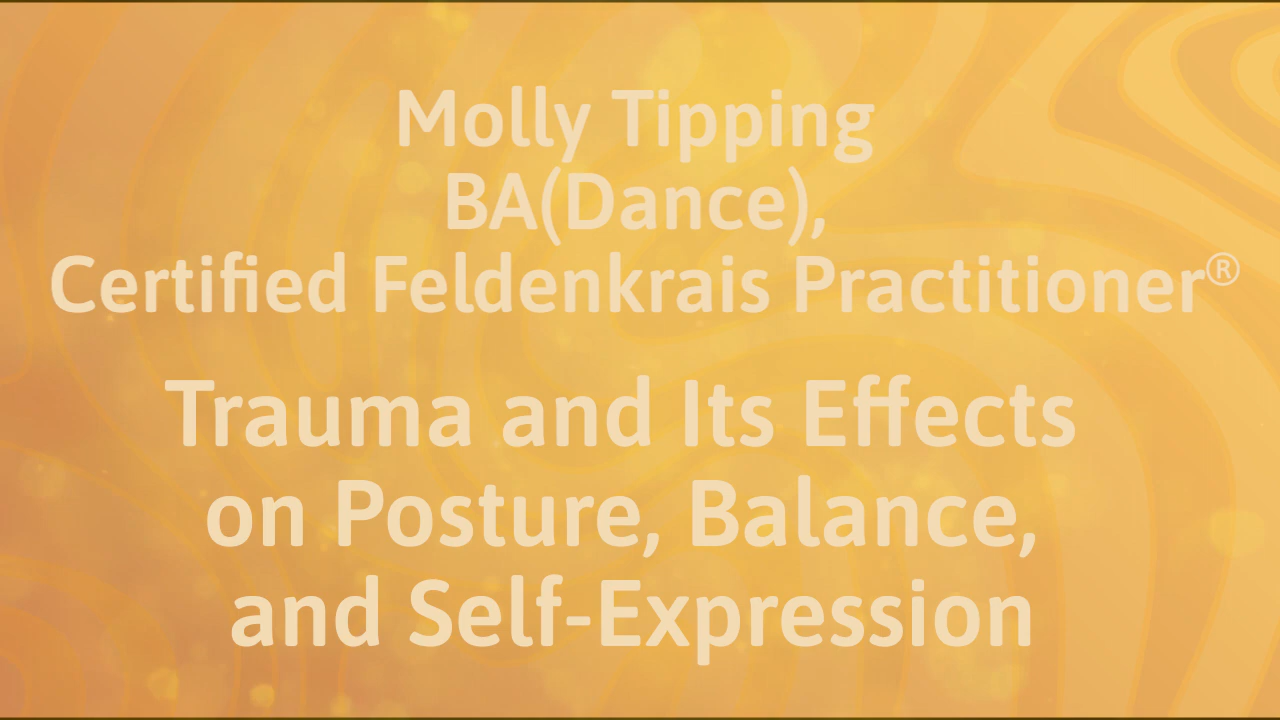 Molly Tipping
BA(Dance),
Certified Feldenkrais Practitioner®
Trauma and Its Effects
on Posture, Balance,
and Self-Expression